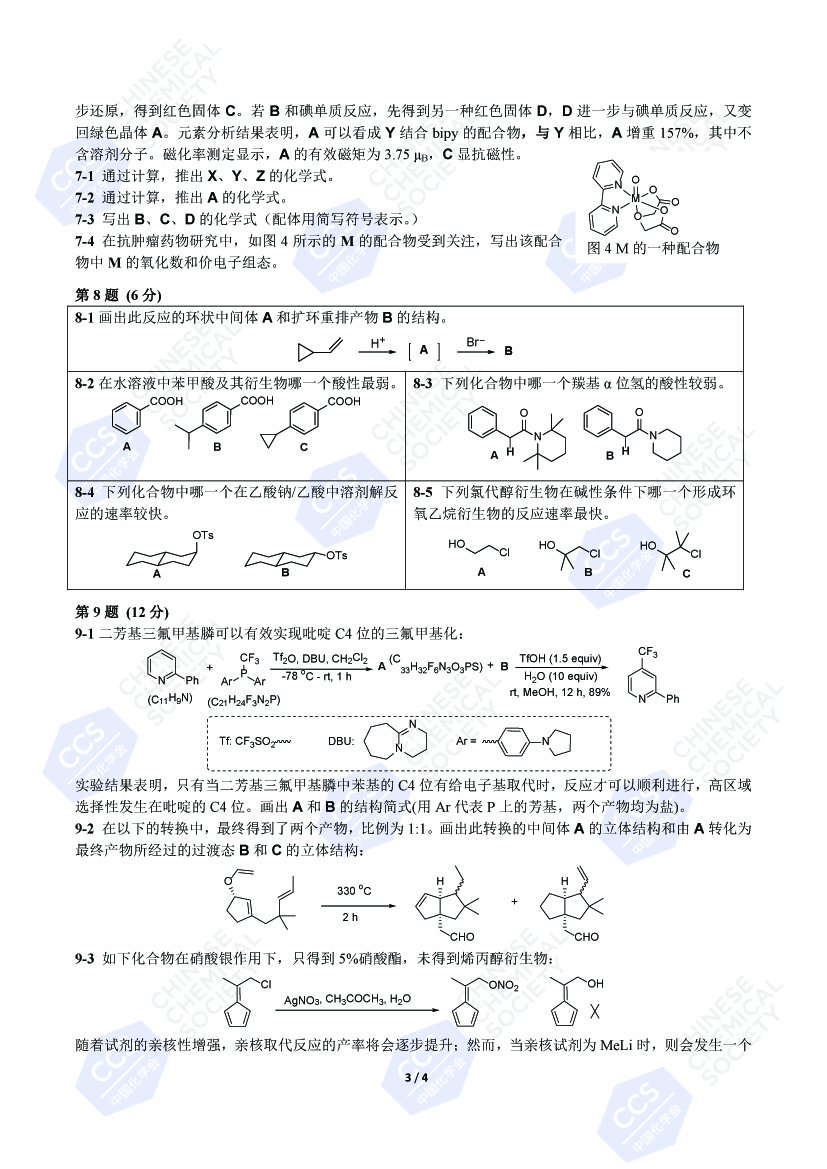 步还原，得到红色固体 C。若 B 和碘单质反应，先得到另一种红色固体 D，D 进一步与碘单质反应，又变
回绿色晶体 A。元素分析结果表明，A 可以看成 Y 结合 bipy 的配合物，与 Y 相比，A 增重 157%，其中不
含溶剂分子。磁化率测定显示，A 的有效磁矩为 3.75 μB，C 显抗磁性。
7-1 通过计算，推出 X、Y、Z 的化学式。
7-2 通过计算，推出 A 的化学式。
7-3 写出 B、C、D 的化学式（配体用简写符号表示。）
7-4 在抗肿瘤药物研究中，如图 4 所示的 M 的配合物受到关注，写出该配合
物中 M 的氧化数和价电子组态。
N
N
M
O
O
O
O
O
图 4 M 的一种配合物
第 8 题 (6 分)
8-1 画出此反应的环状中间体 A 和扩环重排产物 B 的结构。
H+
[ A ]
Br−
B
8-2 在水溶液中苯甲酸及其衍生物哪一个酸性最弱。
COOH
COOH
COOH
A
B
C
8-3 下列化合物中哪一个羰基 α 位氢的酸性较弱。
O
N
H
A
O
N
H
B
8-4 下列化合物中哪一个在乙酸钠/乙酸中溶剂解反
应的速率较快。
OTs
A
OTs
B
8-5 下列氯代醇衍生物在碱性条件下哪一个形成环
氧乙烷衍生物的反应速率最快。
HO
Cl
A
HO
Cl
B
HO
Cl
C
第 9 题 (12 分)
9-1 二芳基三氟甲基膦可以有效实现吡啶 C4 位的三氟甲基化：
N
Ph
(C11H9N)
+
CF3
P
Ar
Ar
(C21H24F3N2P)
Tf2O, DBU, CH2Cl2
-78 oC - rt, 1 h
A (C33H32F6N3O3PS) + B
TfOH (1.5 equiv)
H2O (10 equiv)
rt, MeOH, 12 h, 89%
CF3
N
Ph
Tf: CF3SO2
DBU:
N
N
Ar =
N
实验结果表明，只有当二芳基三氟甲基膦中苯基的 C4 位有给电子基取代时，反应才可以顺利进行，高区域
选择性发生在吡啶的 C4 位。画出 A 和 B 的结构简式(用 Ar 代表 P 上的芳基，两个产物均为盐)。
9-2 在以下的转换中，最终得到了两个产物，比例为 1:1。画出此转换的中间体 A 的立体结构和由 A 转化为
最终产物所经过的过渡态 B 和 C 的立体结构：
O
330 oC
2 h
H
CHO
+
H
CHO
9-3 如下化合物在硝酸银作用下，只得到 5%硝酸酯，未得到烯丙醇衍生物：
Cl
AgNO3, CH3COCH3, H2O
ONO2
OH
X
随着试剂的亲核性增强，亲核取代反应的产率将会逐步提升；然而，当亲核试剂为 MeLi 时，则会发生一个
3 / 4
CCS
中国化学会
CHINESE
CHEMICAL
SOCIETY